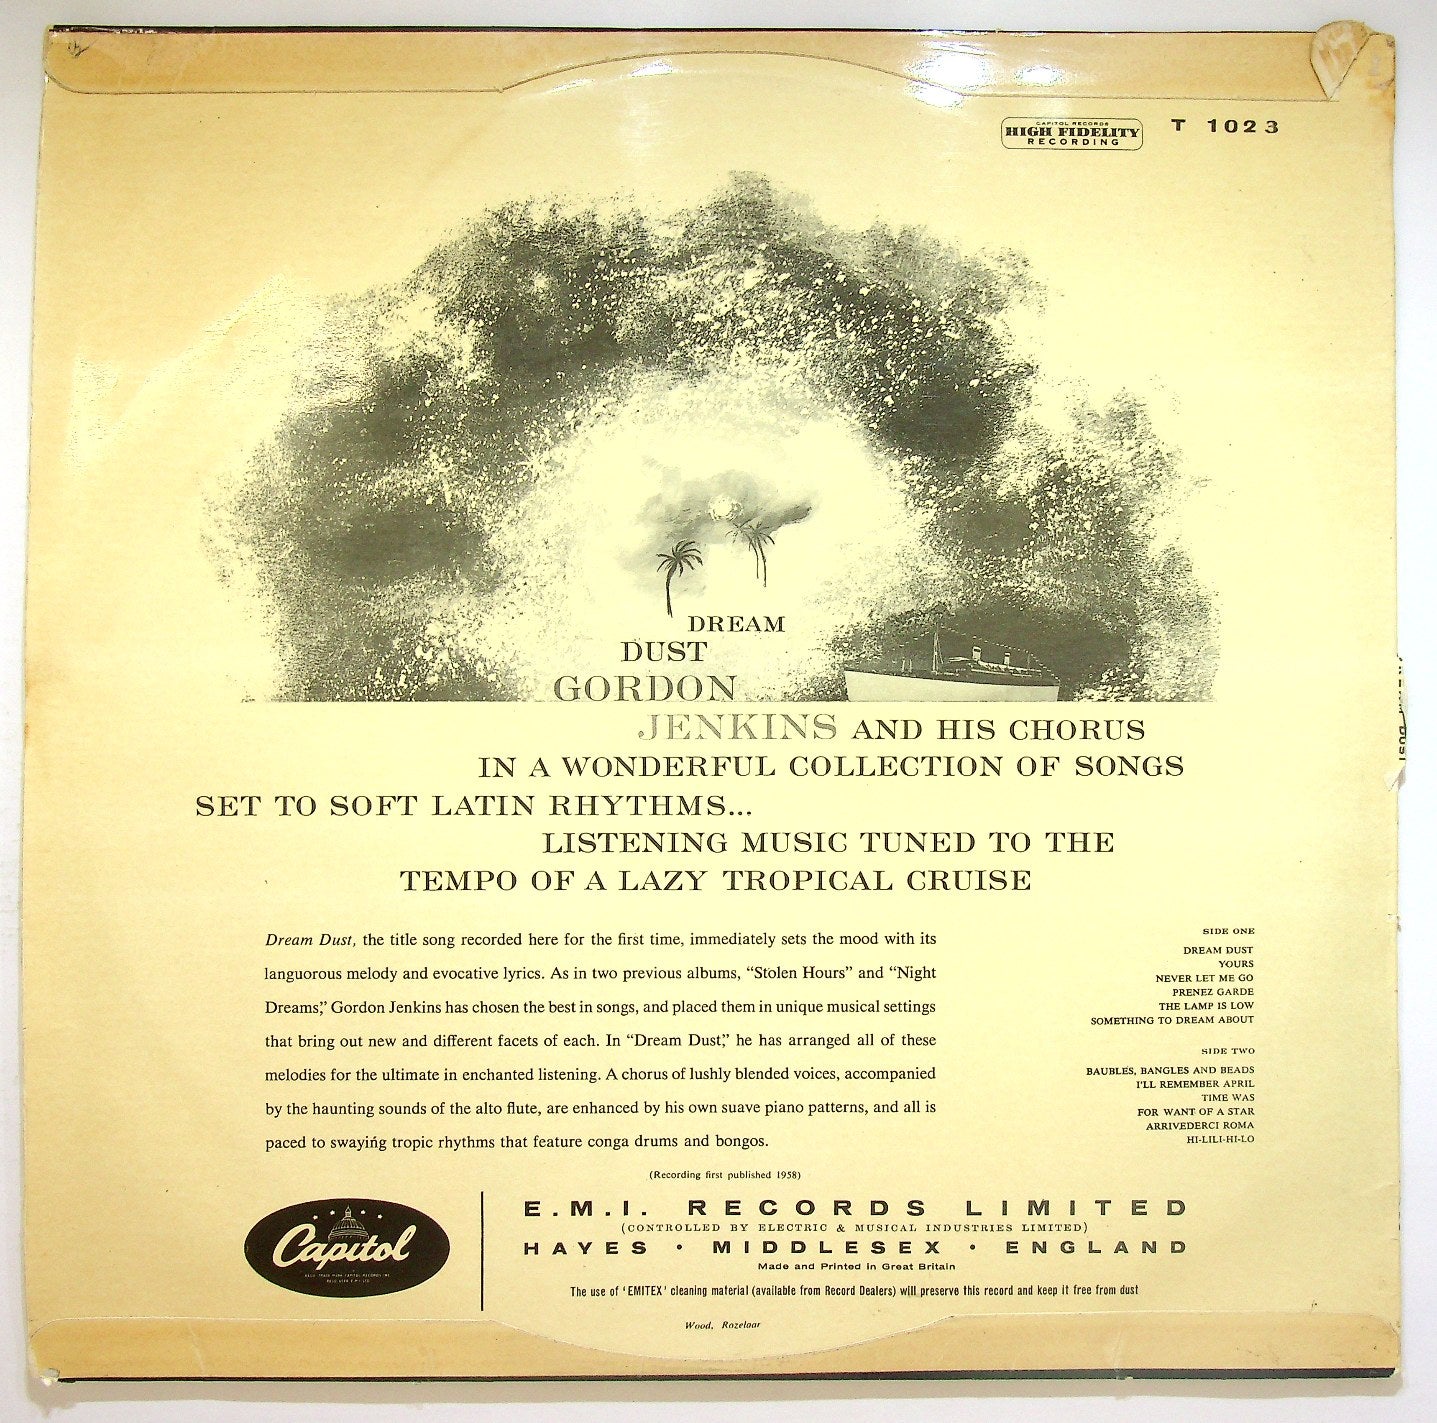 CAPITOL RECORDS
HIGH FIDELITY
RECORDING
T 1023
DREAM
DUST
GORDON
JENKINS AND HIS CHORUS
IN A WONDERFUL COLLECTION OF SONGS
SET TO SOFT LATIN RHYTHMS...
LISTENING MUSIC TUNED TO THE
TEMPO OF A LAZY TROPICAL CRUISE
Dream Dust, the title song recorded here for the first time, immediately sets the mood with its
languorous melody and evocative lyrics. As in two previous albums, “Stolen Hours” and “Night
Dreams,” Gordon Jenkins has chosen the best in songs, and placed them in unique musical settings
that bring out new and different facets of each. In “Dream Dust,” he has arranged all of these
melodies for the ultimate in enchanted listening. A chorus of lushly blended voices, accompanied
by the haunting sounds of the alto flute, are enhanced by his own suave piano patterns, and all is
paced to swaying tropic rhythms that feature conga drums and bongos.
SIDE ONE
DREAM DUST
YOURS
NEVER LET ME GO
PRENEZ GARDE
THE LAMP IS LOW
SOMETHING TO DREAM ABOUT
SIDE TWO
BAUBLES, BANGLES AND BEADS
I'LL REMEMBER APRIL
TIME WAS
FOR WANT OF A STAR
ARRIVEDERCI ROMA
HI-LILI-HI-LO
(Recording first published 1958)
Capitol
E.M.I. RECORDS LIMITED
(CONTROLLED BY ELECTRIC & MUSICAL INDUSTRIES LIMITED)
HAYES • MIDDLESEX • ENGLAND
Made and Printed in Great Britain
The use of 'EMITEX' cleaning material (available from Record Dealers) will preserve this record and keep it free from dust
Wood, Rozelaar